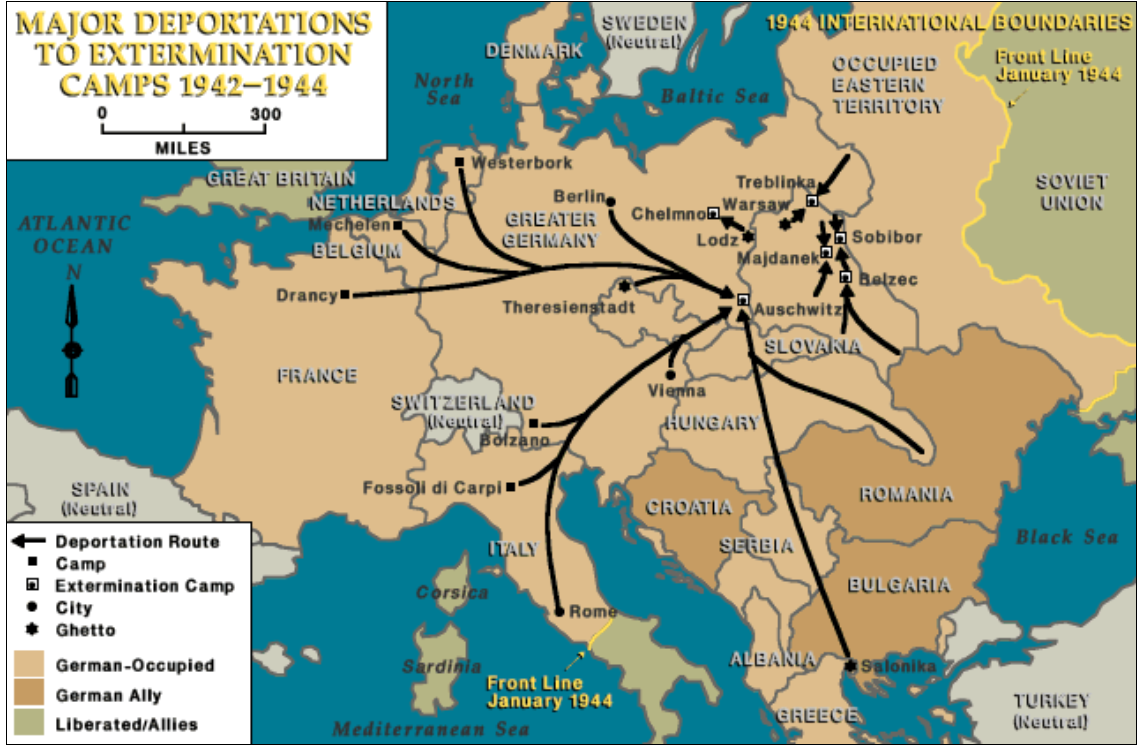 MAJOR DEPORTATIONS
TO EXTERMINATION
CAMPS 1942–1944
0 300
MILES
1944 INTERNATIONAL BOUNDARIES
Front Line
January 1944
SWEDEN
(Neutral)
DENMARK
North
Sea
Baltic Sea
OCCUPIED
EASTERN
TERRITORY
SOVIET
UNION
GREAT BRITAIN
ATLANTIC
OCEAN
N
Westerbork
NETHERLANDS
Mechelen
BELGIUM
Drancy
Berlin
GREATER
GERMANY
Theresienstadt
Treblinka
Warsaw
Chelmno
Lodz
Majdanek
Sobibor
Belzec
Auschwitz
SLOVAKIA
FRANCE
Vienna
SWITZERLAND
(Neutral)
Bolzano
HUNGARY
Fossoli di Carpi
SPAIN
(Neutral)
CROATIA
ROMANIA
SERBIA
ITALY
Black Sea
BULGARIA
Corsica
Rome
Sardinia
ALBANIA
Salonika
Front Line
January 1944
GREECE
TURKEY
(Neutral)
Mediterranean Sea
Deportation Route
Camp
Extermination Camp
City
Ghetto
German-Occupied
German Ally
Liberated/Allies